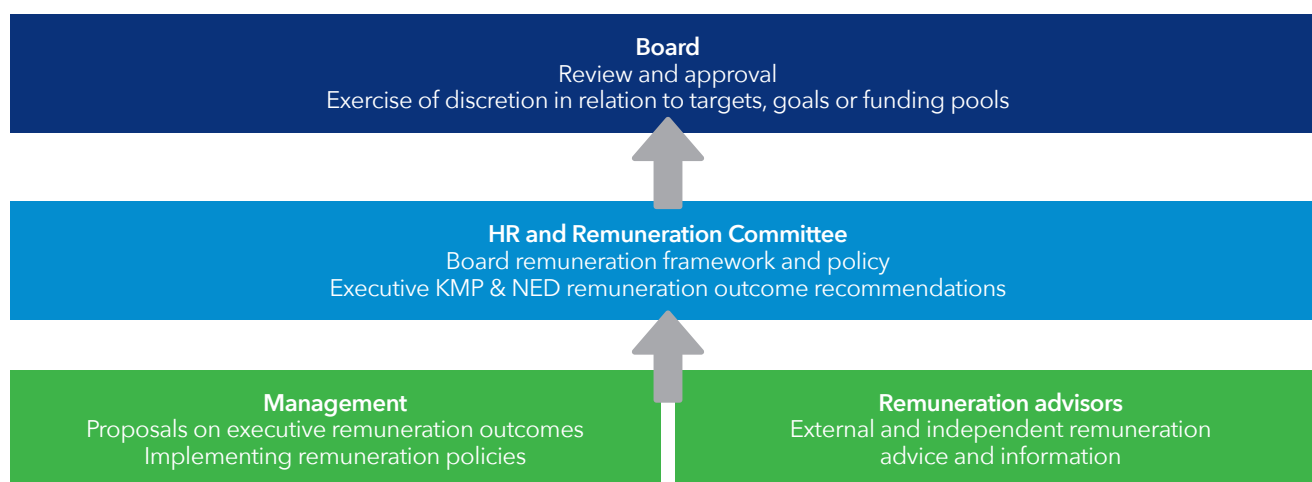 Board
Review and approval
Exercise of discretion in relation to targets, goals or funding pools
HR and Remuneration Committee
Board remuneration framework and policy
Executive KMP & NED remuneration outcome recommendations
Management
Proposals on executive remuneration outcomes
Implementing remuneration policies
Remuneration advisors
External and independent remuneration
advice and information